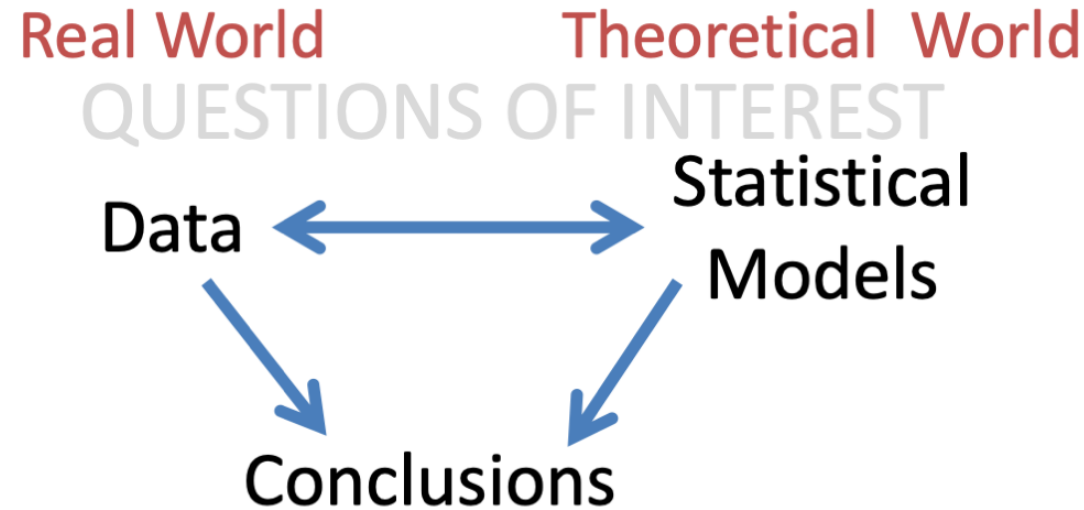 Real World
Theoretical World
QUESTIONS OF INTEREST
Data
Statistical
Models
Conclusions